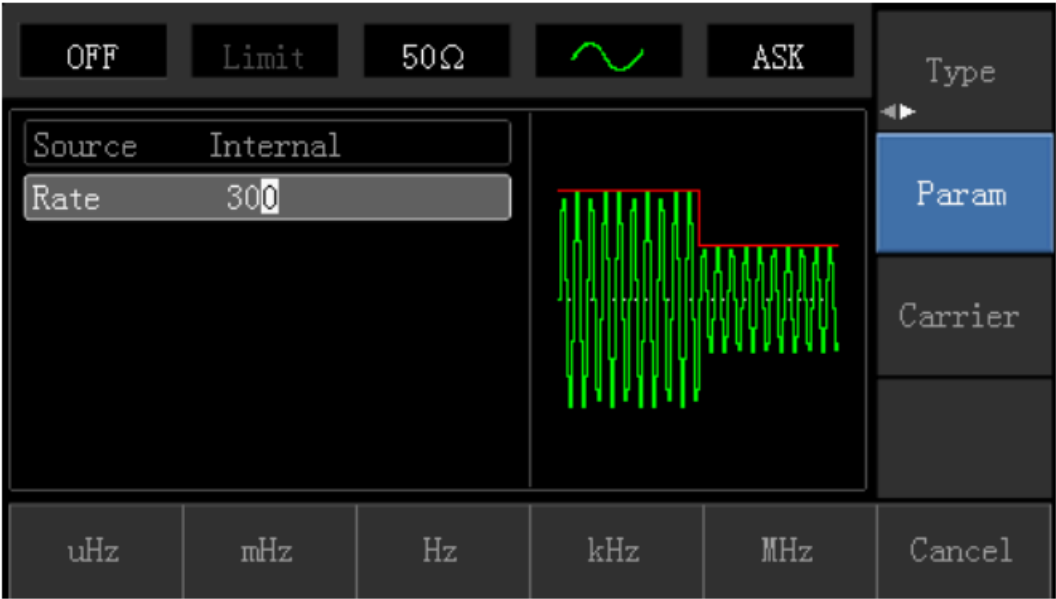 OFF Limit 50Ω ASK
Type
Source Internal
Rate 300
Param
Carrier
uHz mHz Hz kHz MHz Cancel